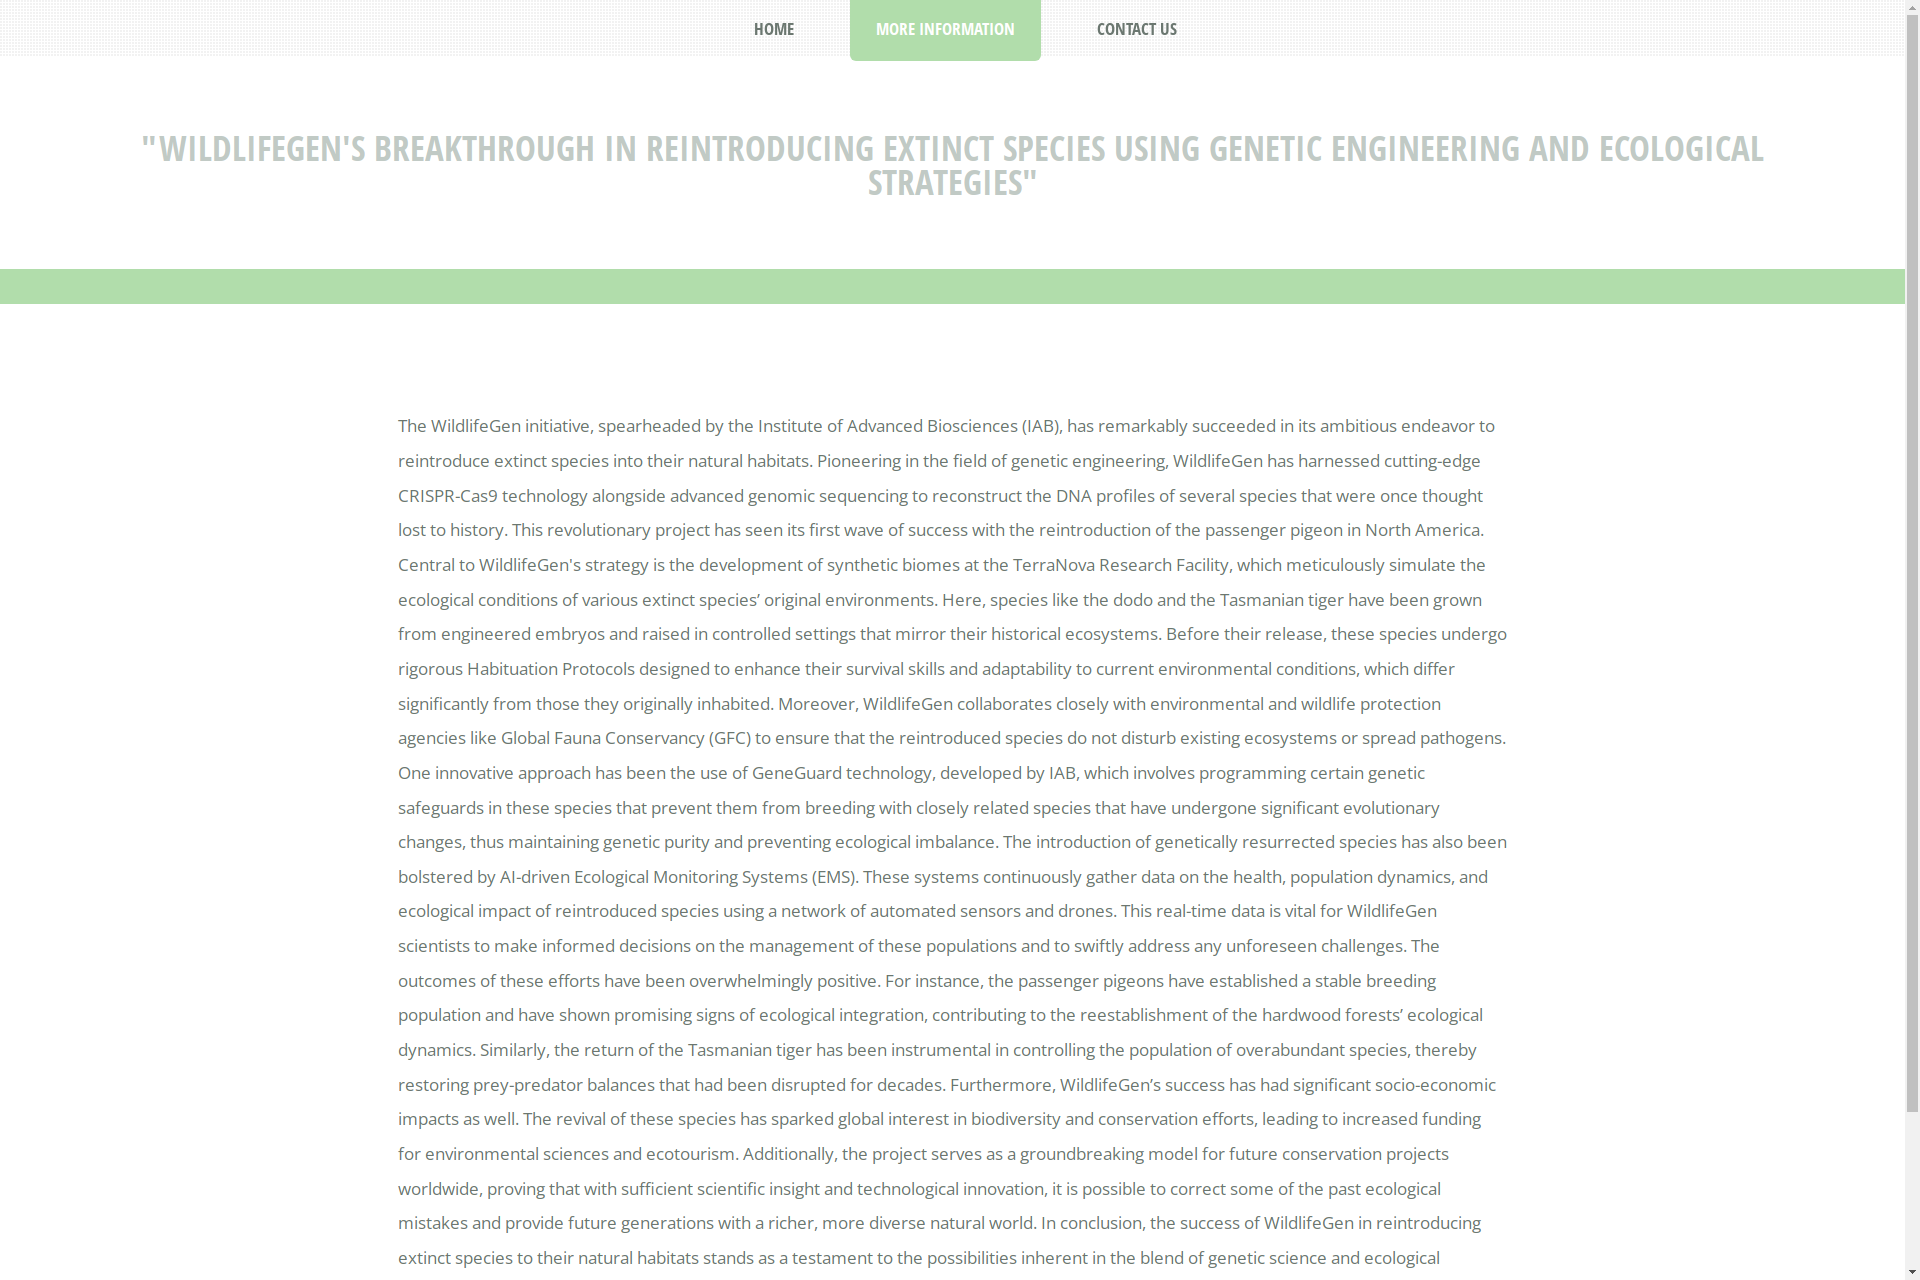 HOME
MORE INFORMATION
CONTACT US
"WILDLIFEGEN'S BREAKTHROUGH IN REINTRODUCING EXTINCT SPECIES USING GENETIC ENGINEERING AND ECOLOGICAL
STRATEGIES"
The WildlifeGen initiative, spearheaded by the Institute of Advanced Biosciences (IAB), has remarkably succeeded in its ambitious endeavor to
reintroduce extinct species into their natural habitats. Pioneering in the field of genetic engineering, WildlifeGen has harnessed cutting-edge
CRISPR-Cas9 technology alongside advanced genomic sequencing to reconstruct the DNA profiles of several species that were once thought
lost to history. This revolutionary project has seen its first wave of success with the reintroduction of the passenger pigeon in North America.
Central to WildlifeGen's strategy is the development of synthetic biomes at the TerraNova Research Facility, which meticulously simulate the
ecological conditions of various extinct species’ original environments. Here, species like the dodo and the Tasmanian tiger have been grown
from engineered embryos and raised in controlled settings that mirror their historical ecosystems. Before their release, these species undergo
rigorous Habituation Protocols designed to enhance their survival skills and adaptability to current environmental conditions, which differ
significantly from those they originally inhabited. Moreover, WildlifeGen collaborates closely with environmental and wildlife protection
agencies like Global Fauna Conservancy (GFC) to ensure that the reintroduced species do not disturb existing ecosystems or spread pathogens.
One innovative approach has been the use of GeneGuard technology, developed by IAB, which involves programming certain genetic
safeguards in these species that prevent them from breeding with closely related species that have undergone significant evolutionary
changes, thus maintaining genetic purity and preventing ecological imbalance. The introduction of genetically resurrected species has also been
bolstered by AI-driven Ecological Monitoring Systems (EMS). These systems continuously gather data on the health, population dynamics, and
ecological impact of reintroduced species using a network of automated sensors and drones. This real-time data is vital for WildlifeGen
scientists to make informed decisions on the management of these populations and to swiftly address any unforeseen challenges. The
outcomes of these efforts have been overwhelmingly positive. For instance, the passenger pigeons have established a stable breeding
population and have shown promising signs of ecological integration, contributing to the reestablishment of the hardwood forests’ ecological
dynamics. Similarly, the return of the Tasmanian tiger has been instrumental in controlling the population of overabundant species, thereby
restoring prey-predator balances that had been disrupted for decades. Furthermore, WildlifeGen’s success has had significant socio-economic
impacts as well. The revival of these species has sparked global interest in biodiversity and conservation efforts, leading to increased funding
for environmental sciences and ecotourism. Additionally, the project serves as a groundbreaking model for future conservation projects
worldwide, proving that with sufficient scientific insight and technological innovation, it is possible to correct some of the past ecological
mistakes and provide future generations with a richer, more diverse natural world. In conclusion, the success of WildlifeGen in reintroducing
extinct species to their natural habitats stands as a testament to the possibilities inherent in the blend of genetic science and ecological